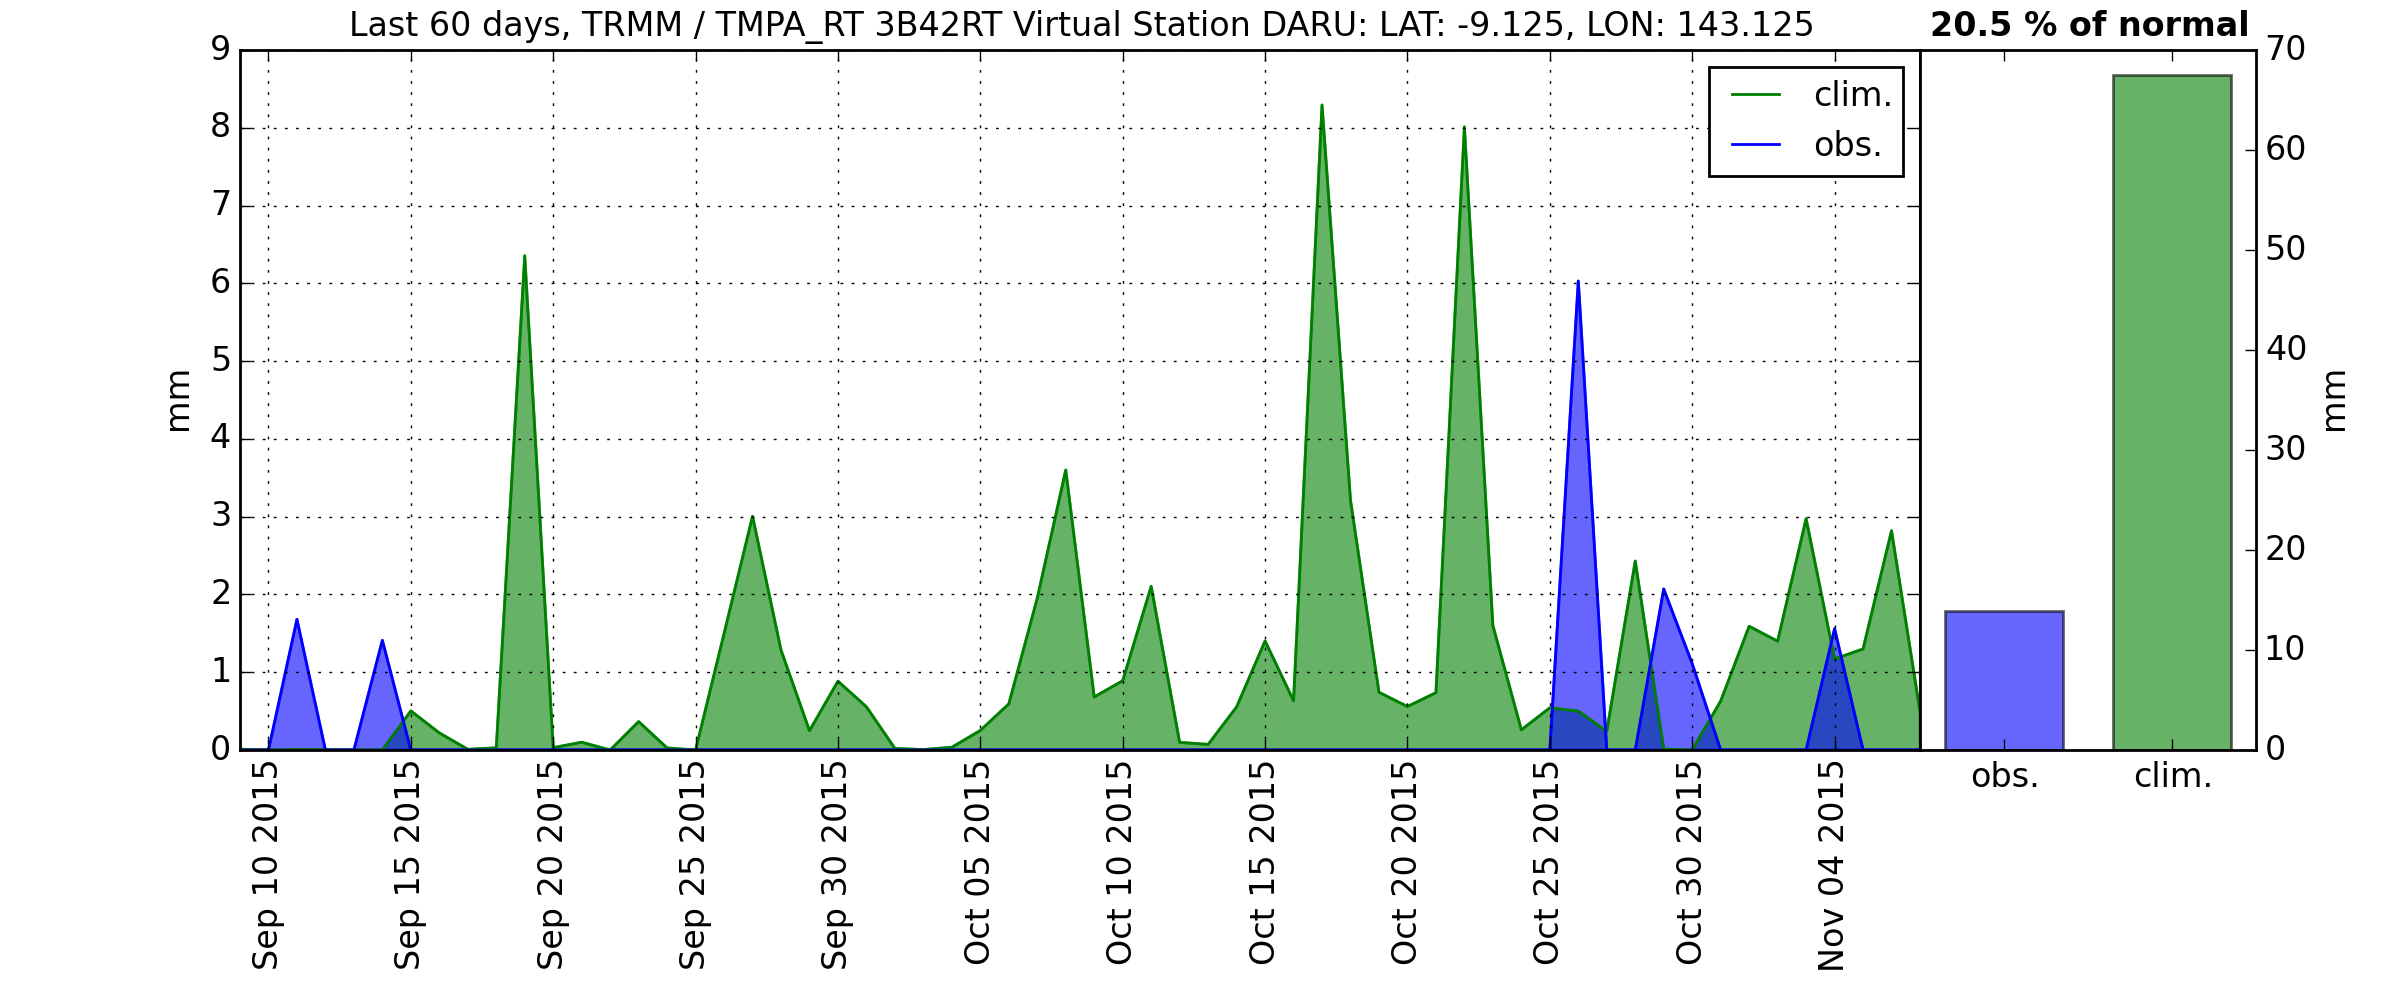 Last 60 days, TRMM / TMPA_RT 3B42RT Virtual Station DARU: LAT: -9.125, LON: 143.125
20.5 % of normal
9
8
7
6
5
4
3
2
1
0
mm
clim.
obs.
70
60
50
40
30
20
10
0
mm
Sep 10 2015
Sep 15 2015
Sep 20 2015
Sep 25 2015
Sep 30 2015
Oct 05 2015
Oct 10 2015
Oct 15 2015
Oct 20 2015
Oct 25 2015
Oct 30 2015
Nov 04 2015
obs.
clim.